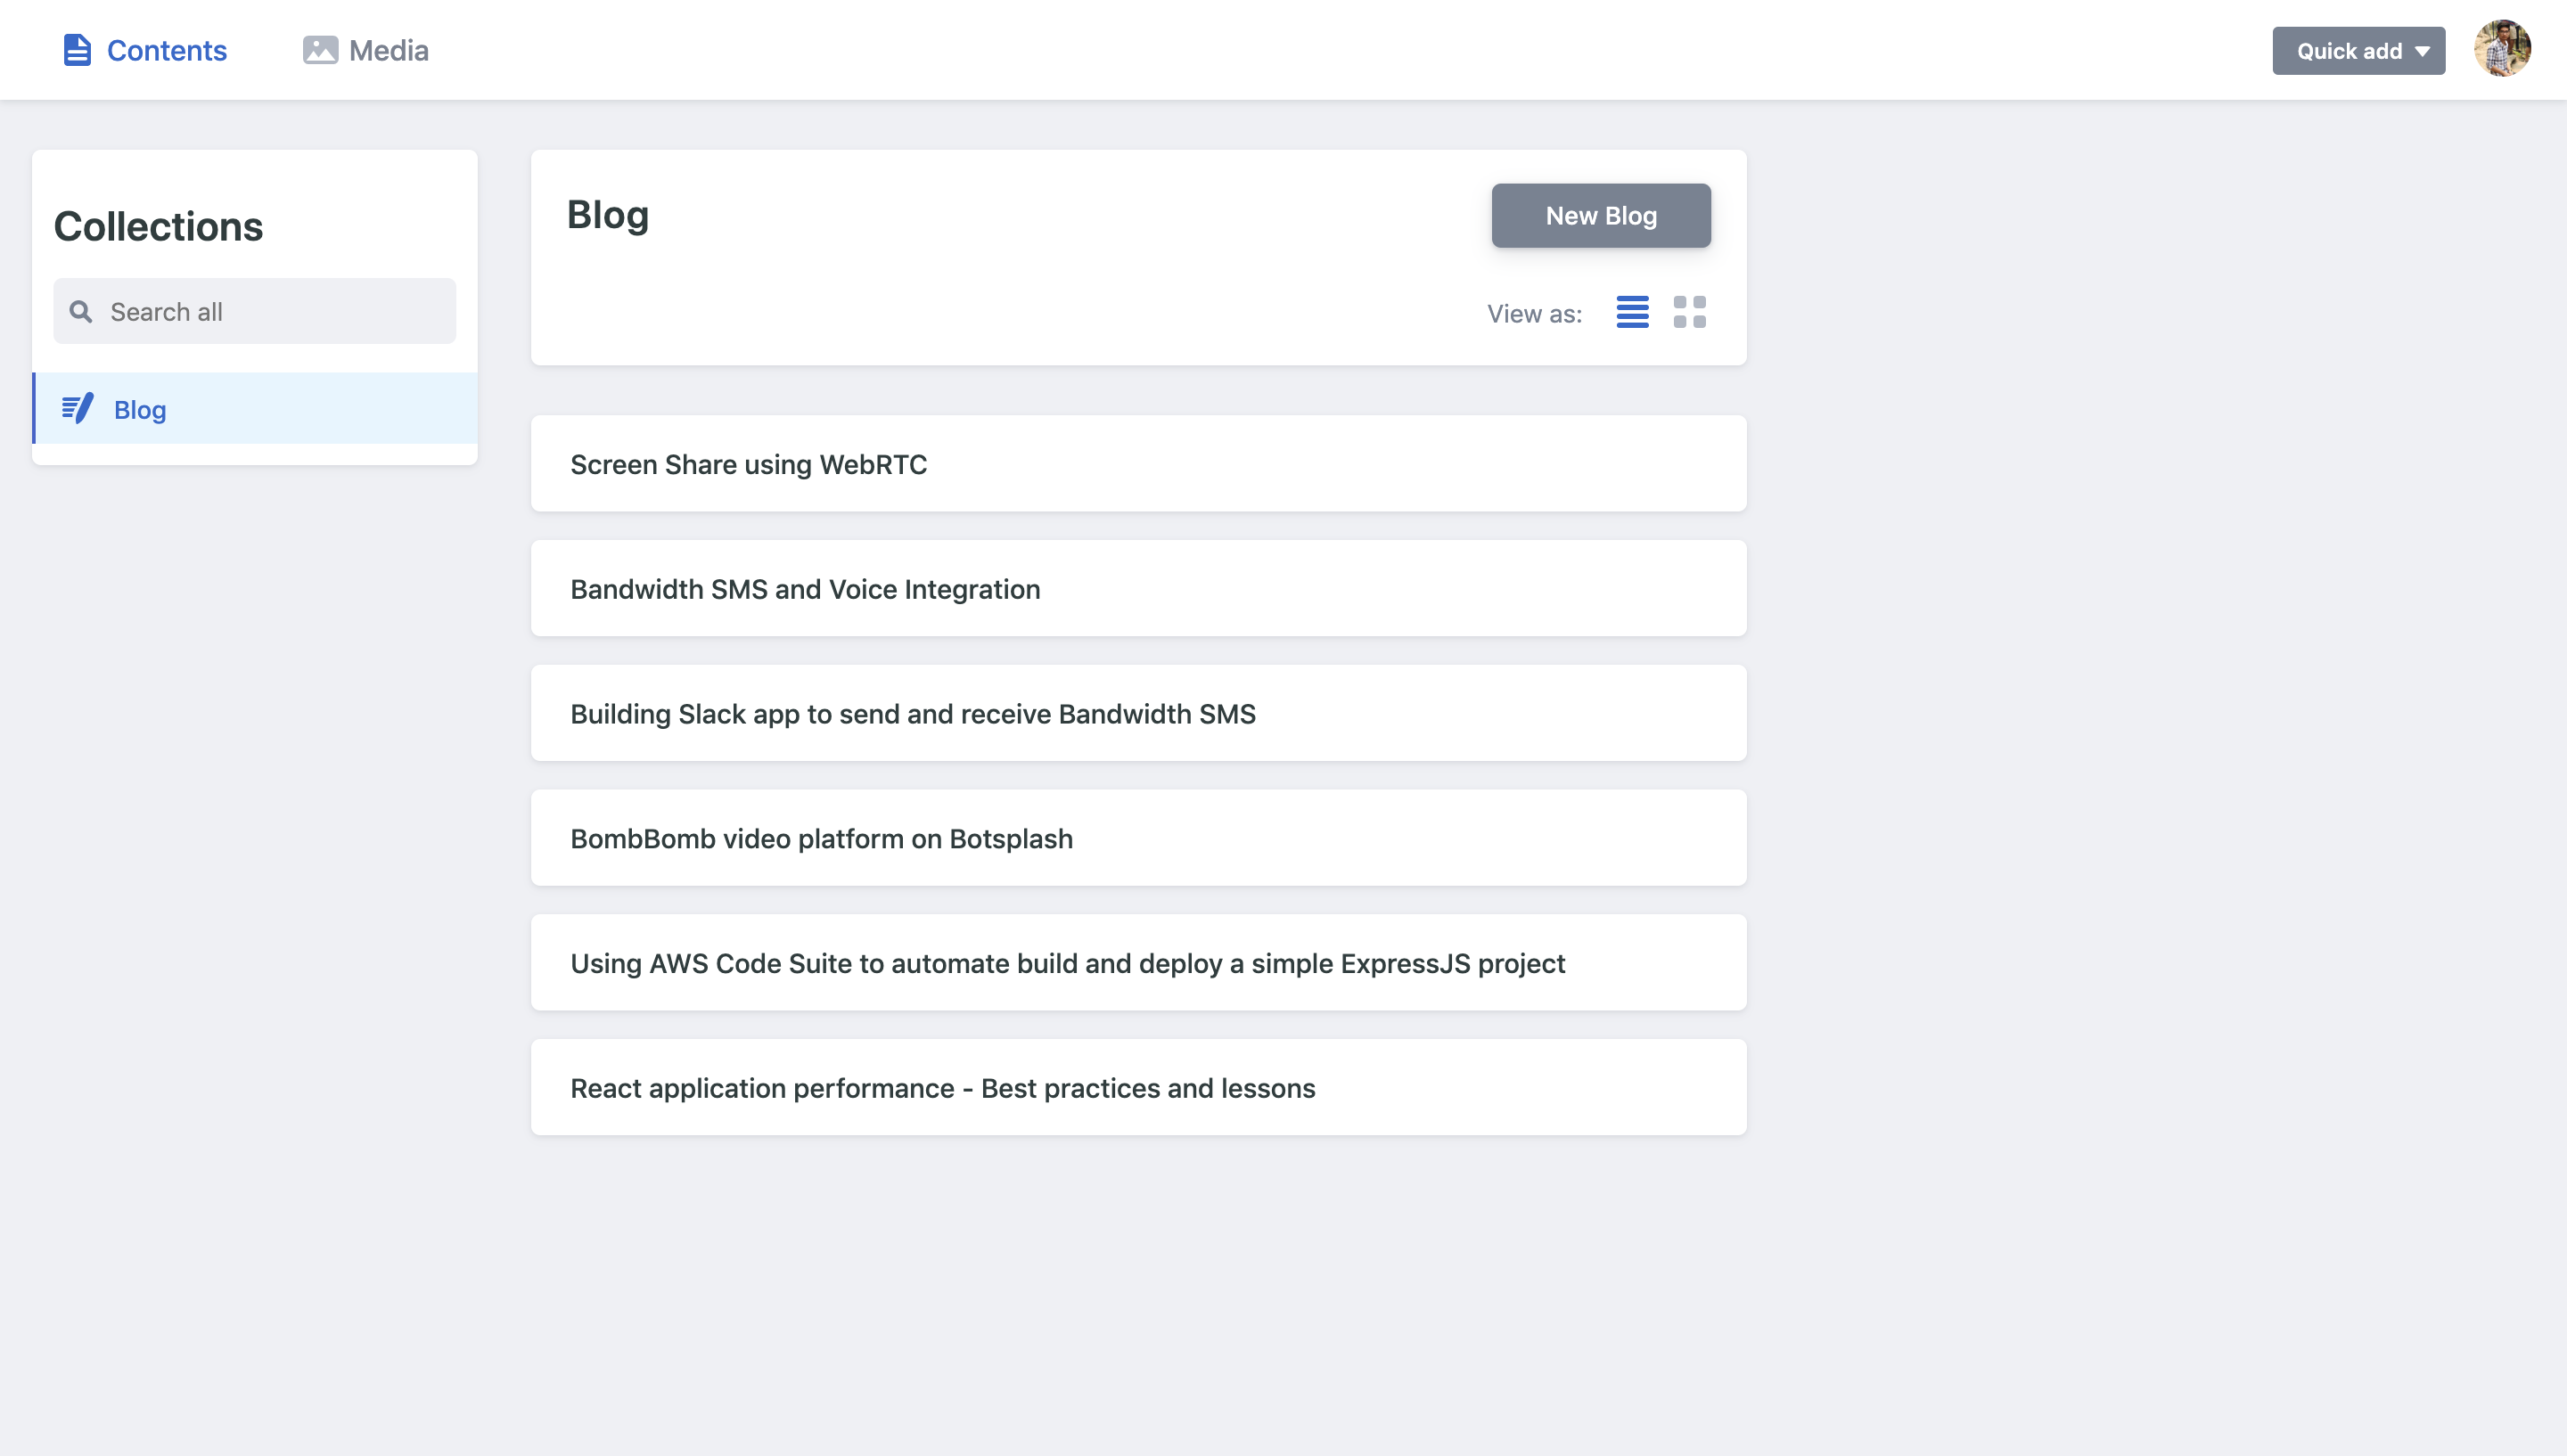 Contents
Media
Quick add
Collections
Search all
Blog
Blog
New Blog
View as:
Screen Share using WebRTC
Bandwidth SMS and Voice Integration
Building Slack app to send and receive Bandwidth SMS
BombBomb video platform on Botsplash
Using AWS Code Suite to automate build and deploy a simple ExpressJS project
React application performance - Best practices and lessons